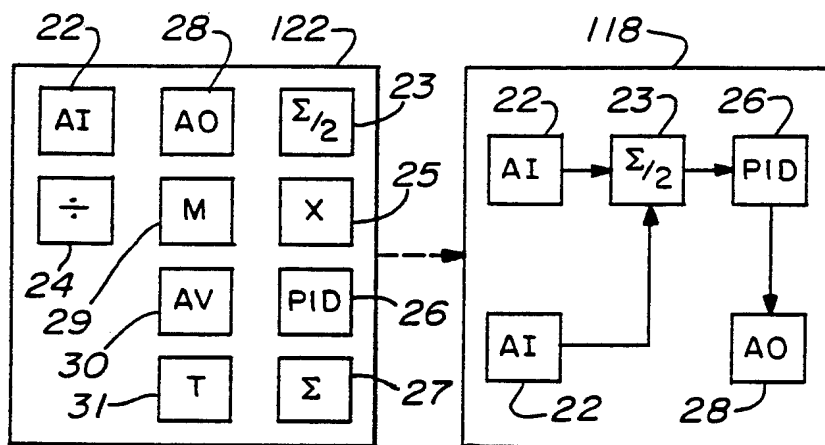 22 28 122 118
AI AO Σ/2 23
22 23 26
AI Σ/2 PID
÷ M X 25
24 29
AV PID 26
30
AI AO
T Σ
31 27 22 28